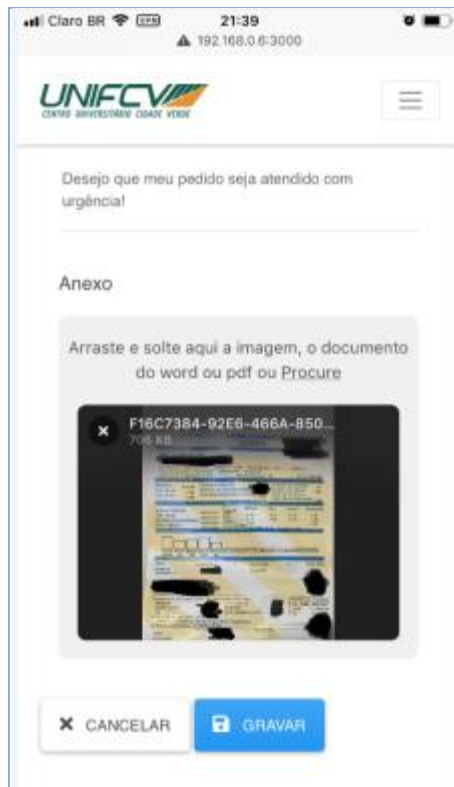 Claro BR
VPN
21:39
192.168.0.6:3000
UNIFCV
CENTRO UNIVERSITÁRIO CIDADE VERDE
Desejo que meu pedido seja atendido com
urgência!
Anexo
Arraste e solte aqui a imagem, o documento
do word ou pdf ou Procure
F16C7384-92E6-466A-850...
706 KB
CANCELAR
GRAVAR